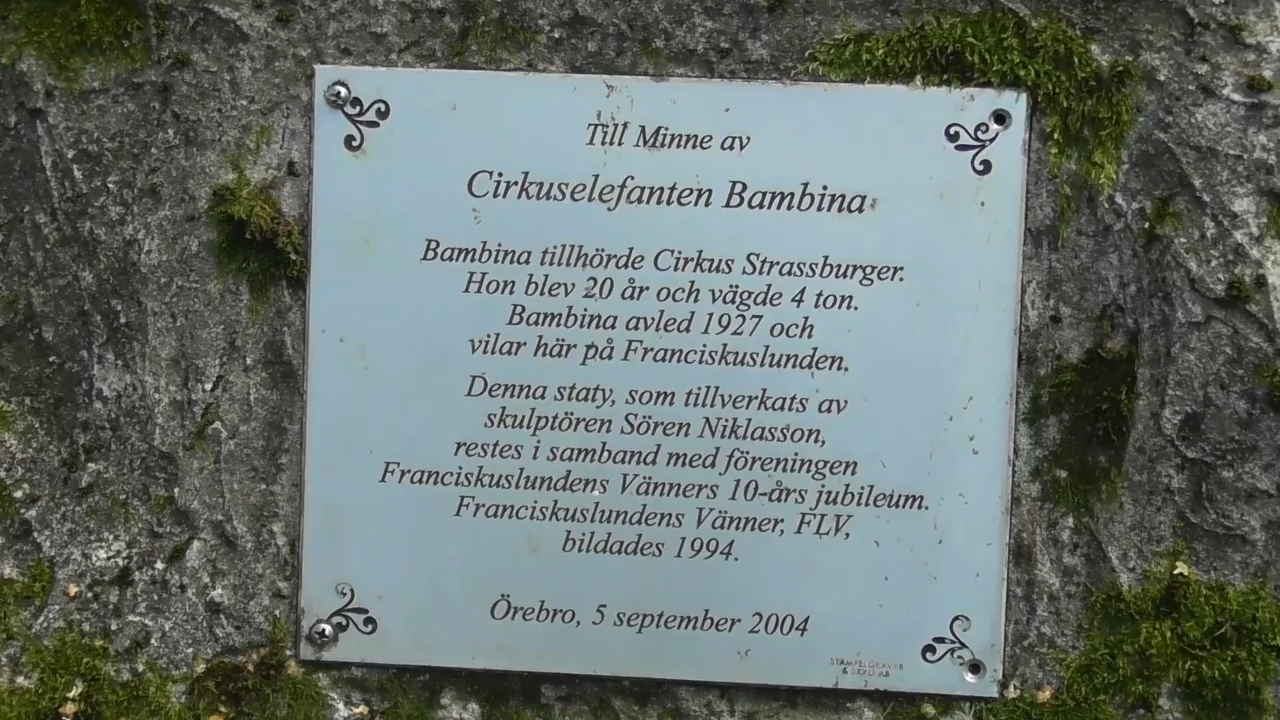 Till Minne av
Cirkuselefanten Bambina
Bambina tillhörde Cirkus Strassburger.
Hon blev 20 år och vägde 4 ton.
Bambina avled 1927 och
vilar här på Franciskuslunden.
Denna staty, som tillverkats av
skulptören Sören Niklasson,
restes i samband med föreningen
Franciskuslundens Vänners 10-års jubileum.
Franciskuslundens Vänner, FLV,
bildades 1994.
Örebro, 5 september 2004